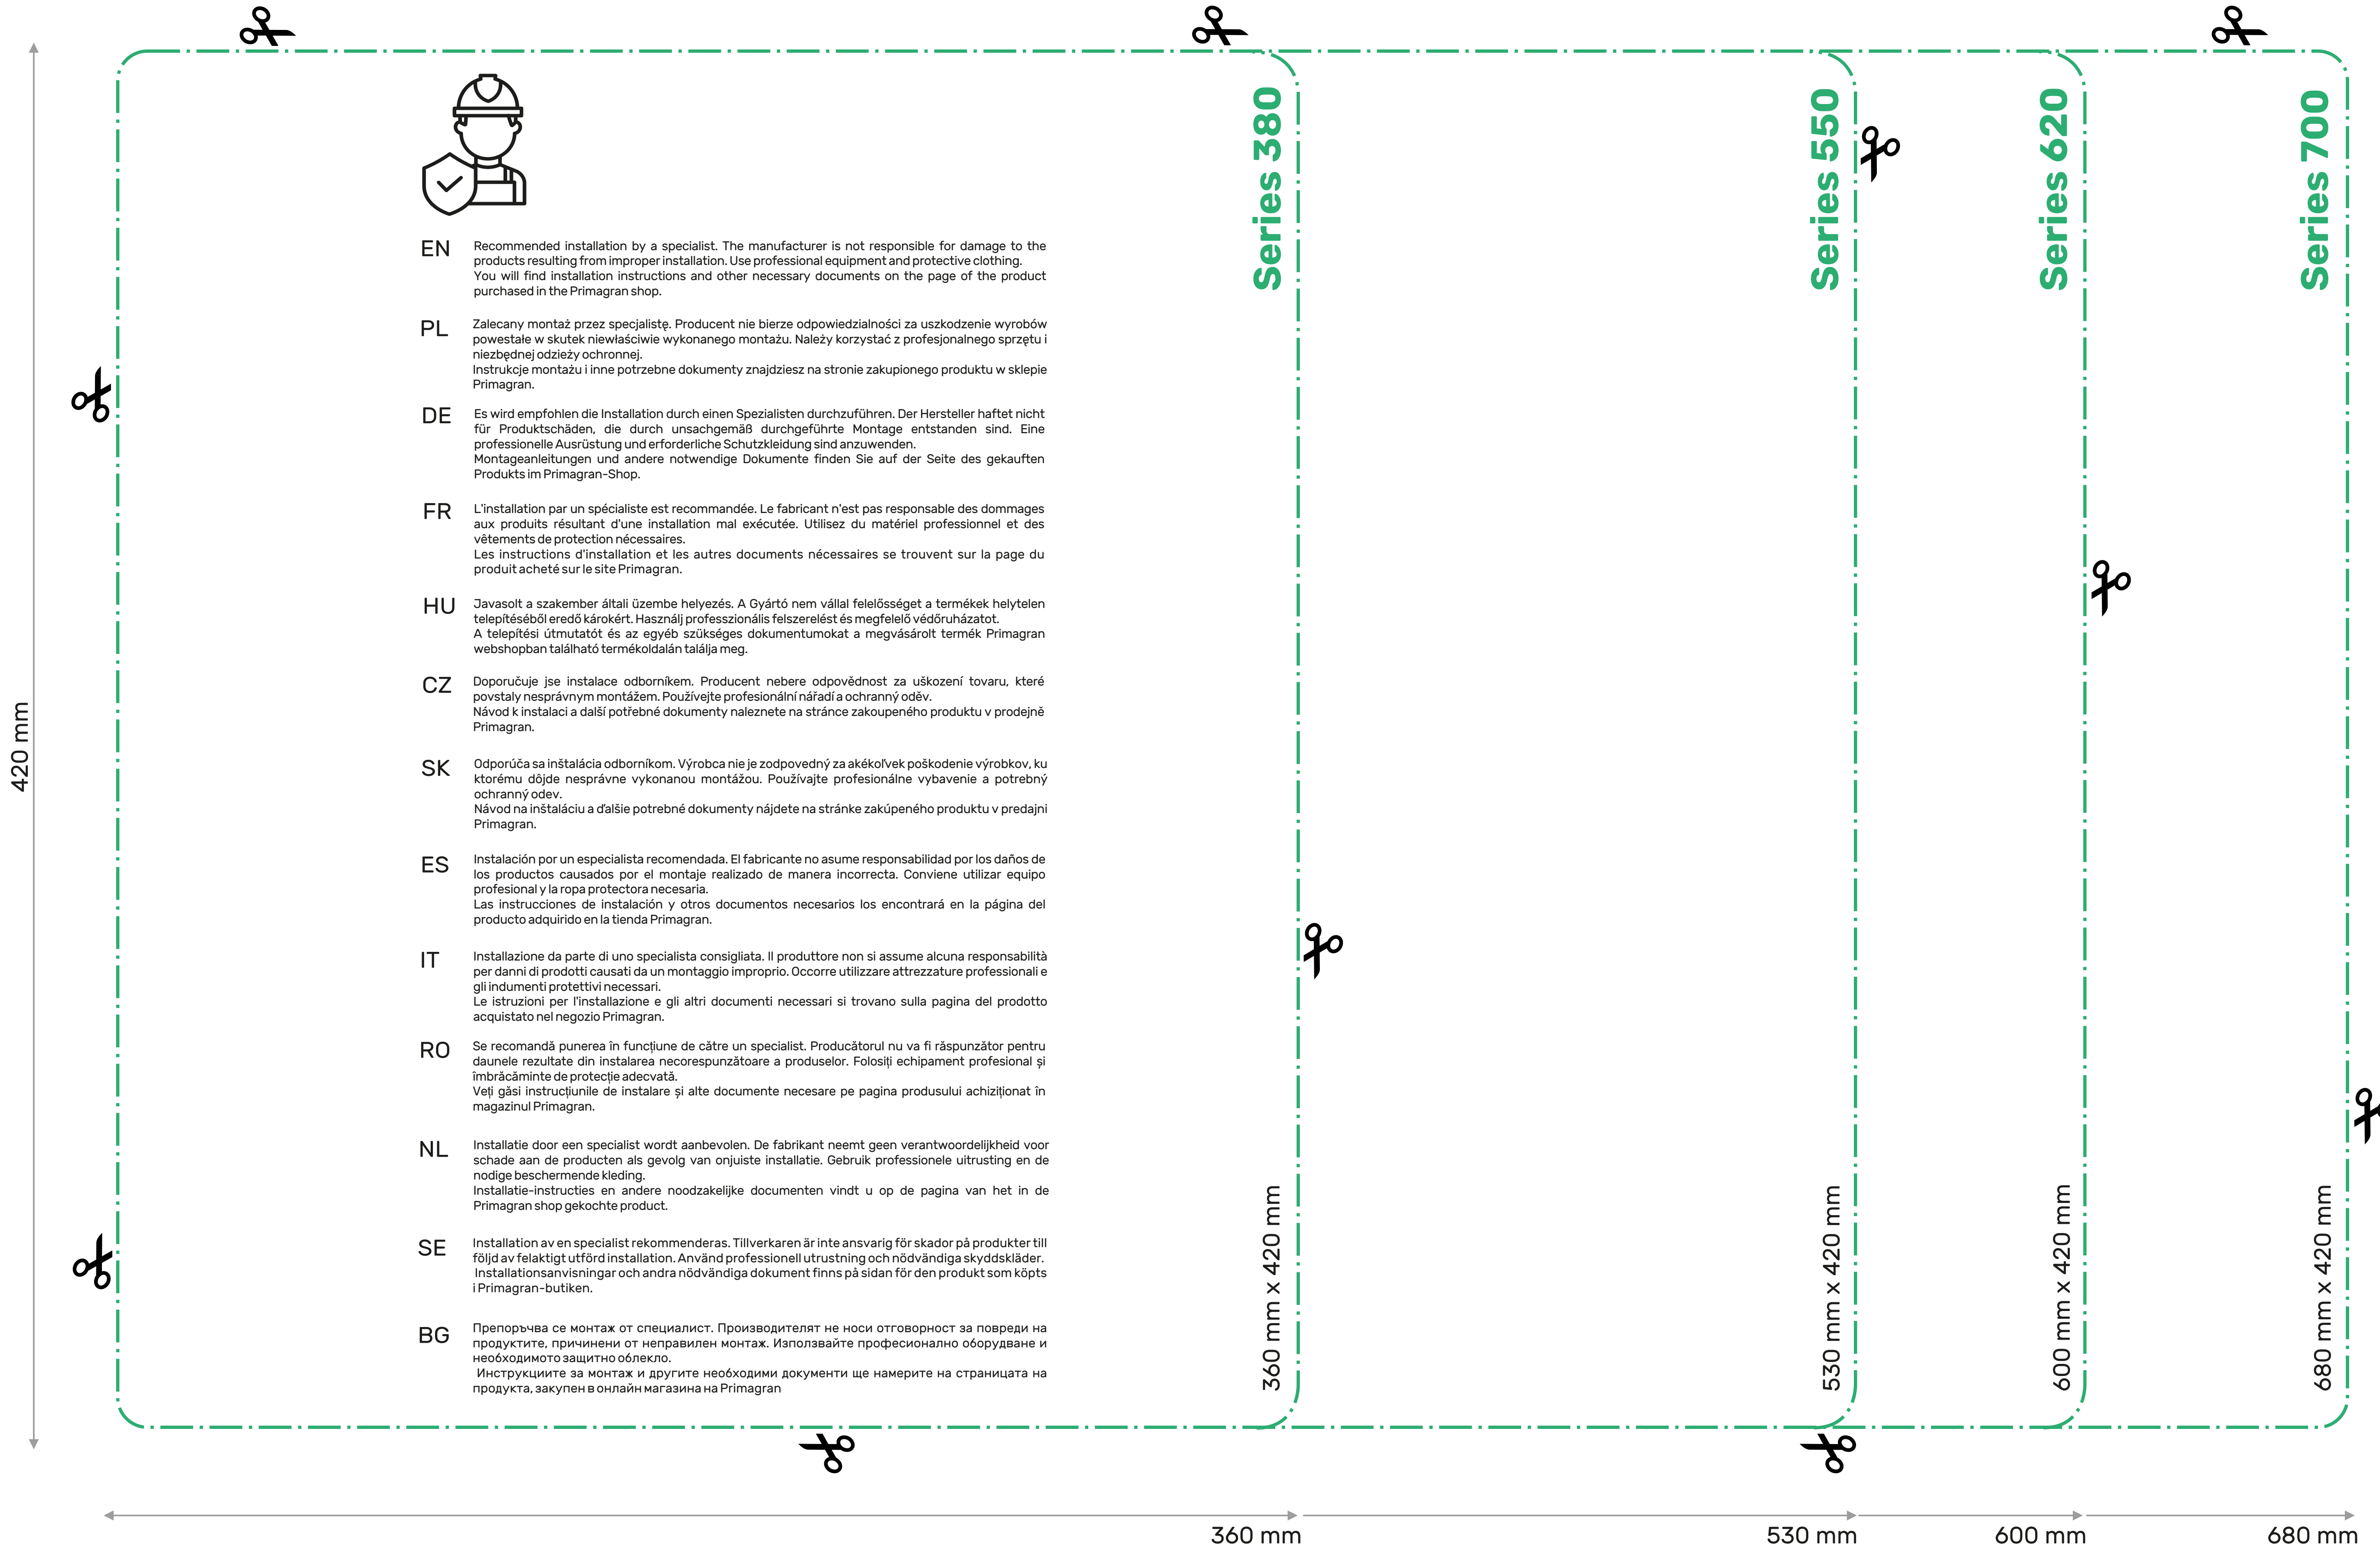 Series 380
Series 550
Series 620
Series 700
EN
Recommended installation by a specialist. The manufacturer is not responsible for damage to the
products resulting from improper installation. Use professional equipment and protective clothing.
You will find installation instructions and other necessary documents on the page of the product
purchased in the Primagran shop.
PL
Zalecany montaż przez specjalistę. Producent nie bierze odpowiedzialności za uszkodzenie wyrobów
powestałe w skutek niewłaściwie wykonanego montażu. Należy korzystać z profesjonalnego sprzętu i
niezbędnej odzieży ochronnej.
Instrukcje montażu i inne potrzebne dokumenty znajdziesz na stronie zakupionego produktu w sklepie
Primagran.
DE
Es wird empfohlen die Installation durch einen Spezialisten durchzuführen. Der Hersteller haftet nicht
für Produktschäden, die durch unsachgemäß durchgeführte Montage entstanden sind. Eine
professionelle Ausrüstung und erforderliche Schutzkleidung sind anzuwenden.
Montageanleitungen und andere notwendige Dokumente finden Sie auf der Seite des gekauften
Produkts im Primagran-Shop.
FR
L'installation par un spécialiste est recommandée. Le fabricant n'est pas responsable des dommages
aux produits résultant d'une installation mal exécutée. Utilisez du matériel professionnel et des
vêtements de protection nécessaires.
Les instructions d'installation et les autres documents nécessaires se trouvent sur la page du
produit acheté sur le site Primagran.
HU
Javasolt a szakember általi üzembe helyezés. A Gyártó nem vállal felelősséget a termékek helytelen
telepítéséből eredő károkért. Használj professzionális felszerelést és megfelelő védőruházatot.
A telepítési útmutatót és az egyéb szükséges dokumentumokat a megvásárolt termék Primagran
webshopban található termékoldalán találja meg.
CZ
Doporučuje jse instalace odborníkem. Producent nebere odpovědnost za uškození tovaru, které
povstaly nesprávnym montážem. Používejte profesionální nářadí a ochranný oděv.
Návod k instalaci a další potřebné dokumenty naleznete na stránce zakoupeného produktu v prodejně
Primagran.
SK
Odporúča sa inštalácia odborníkom. Výrobca nie je zodpovedný za akékoľvek poškodenie výrobkov, ku
ktorému dôjde nesprávne vykonanou montážou. Používajte profesionálne vybavenie a potrebný
ochranný odev.
Návod na inštaláciu a ďalšie potrebné dokumenty nájdete na stránke zakúpeného produktu v predajni
Primagran.
ES
Instalación por un especialista recomendada. El fabricante no asume responsabilidad por los daños de
los productos causados por el montaje realizado de manera incorrecta. Conviene utilizar equipo
profesional y la ropa protectora necesaria.
Las instrucciones de instalación y otros documentos necesarios los encontrará en la página del
producto adquirido en la tienda Primagran.
IT
Installazione da parte di uno specialista consigliata. Il produttore non si assume alcuna responsabilità
per danni di prodotti causati da un montaggio improprio. Occorre utilizzare attrezzature professionali e
gli indumenti protettivi necessari.
Le istruzioni per l'installazione e gli altri documenti necessari si trovano sulla pagina del prodotto
acquistato nel negozio Primagran.
RO
Se recomandă punerea în funcțiune de către un specialist. Producătorul nu va fi răspunzător pentru
daunele rezultate din instalarea necorespunzătoare a produselor. Folosiți echipament profesional și
îmbrăcăminte de protecție adecvată.
Veți găsi instrucțiunile de instalare și alte documente necesare pe pagina produsului achiziționat în
magazinul Primagran.
NL
Installatie door een specialist wordt aanbevolen. De fabrikant neemt geen verantwoordelijkheid voor
schade aan de producten als gevolg van onjuiste installatie. Gebruik professionele uitrusting en de
nodige beschermende kleding.
Installatie-instructies en andere noodzakelijke documenten vindt u op de pagina van het in de
Primagran shop gekochte product.
SE
Installation av en specialist rekommenderas. Tillverkaren är inte ansvarig för skador på produkter till
följd av felaktigt utförd installation. Använd professionell utrustning och nödvändiga skyddskläder.
Installationsanvisningar och andra nödvändiga dokument finns på sidan för den produkt som köpts
i Primagran-butiken.
BG
Препоръчва се монтаж от специалист. Производителят не носи отговорност за повреди на
продуктите, причинени от неправилен монтаж. Използвайте професионално оборудване и
необходимото защитно облекло.
Инструкциите за монтаж и другите необходими документи ще намерите на страницата на
продукта, закупен в онлайн магазина на Primagran
420 mm
360 mm x 420 mm
530 mm x 420 mm
600 mm x 420 mm
680 mm x 420 mm
360 mm
530 mm
600 mm
680 mm